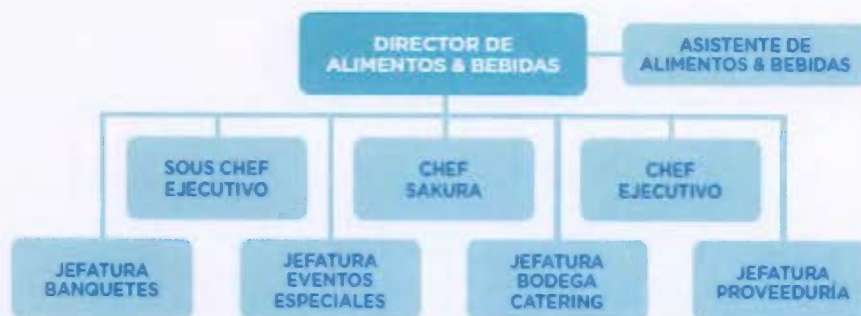 DIRECTOR DE
ALIMENTOS & BEBIDAS
ASISTENTE DE
ALIMENTOS & BEBIDAS
SOUS CHEF
EJECUTIVO
CHEF
SAKURA
CHEF
EJECUTIVO
JEFATURA
BANQUETES
JEFATURA
EVENTOS
ESPECIALES
JEFATURA
BODEGA
CATERING
JEFATURA
PROVEEDURÍA